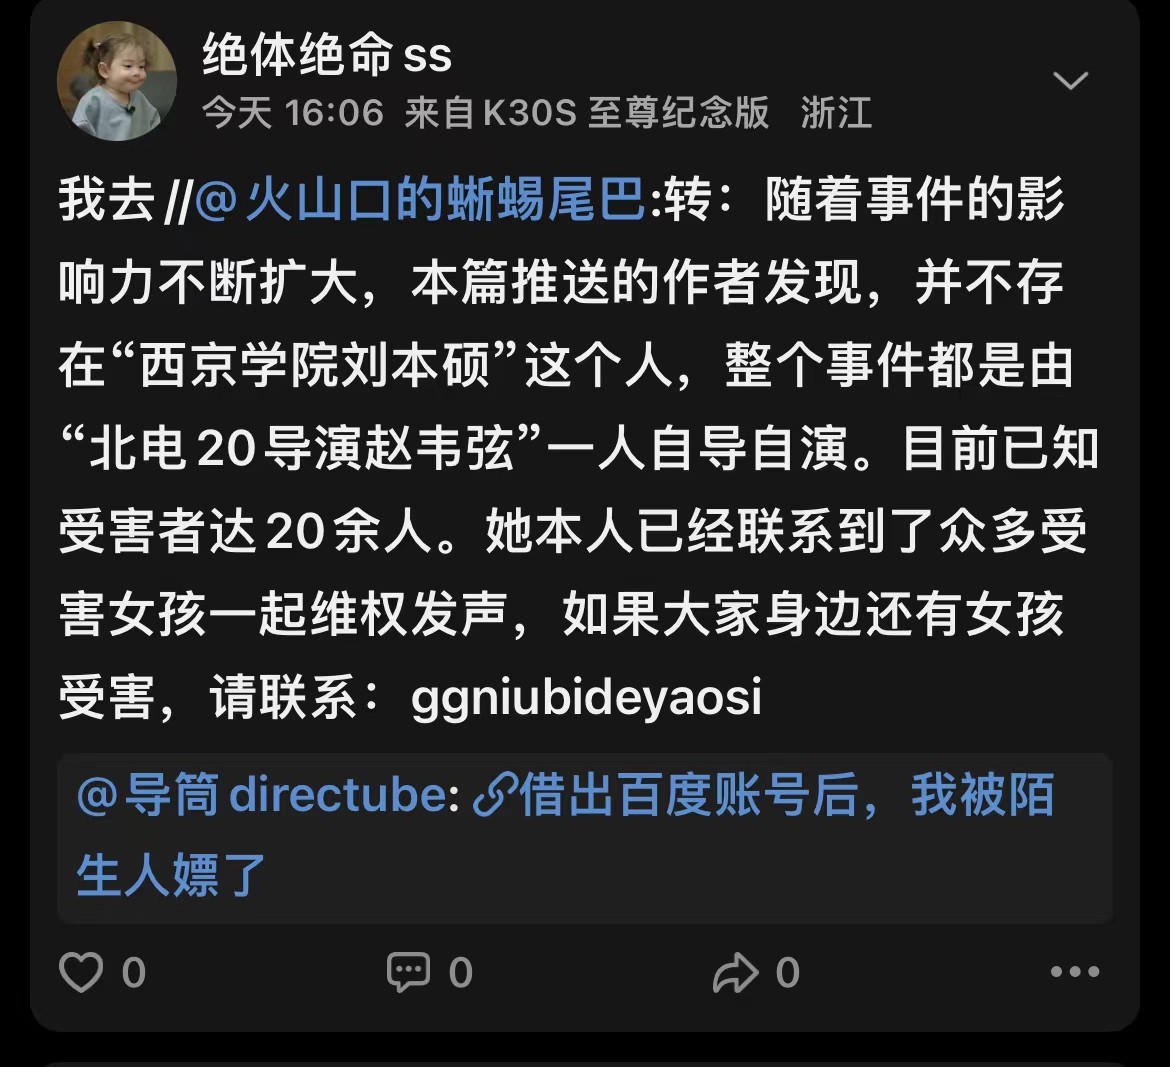 绝体绝命ss
今天 16:06 来自K30S 至尊纪念版 浙江
我去//@火山口的蜥蜴尾巴:转：随着事件的影
响力不断扩大，本篇推送的作者发现，并不存
在“西京学院刘本硕”这个人，整个事件都是由
“北电20导演赵韦弦”一人自导自演。目前已知
受害者达20余人。她本人已经联系到了众多受
害女孩一起维权发声，如果大家身边还有女孩
受害，请联系：ggniubideyaosi
@导筒directube: 借出百度账号后，我被陌
生人嫖了
0 0 0